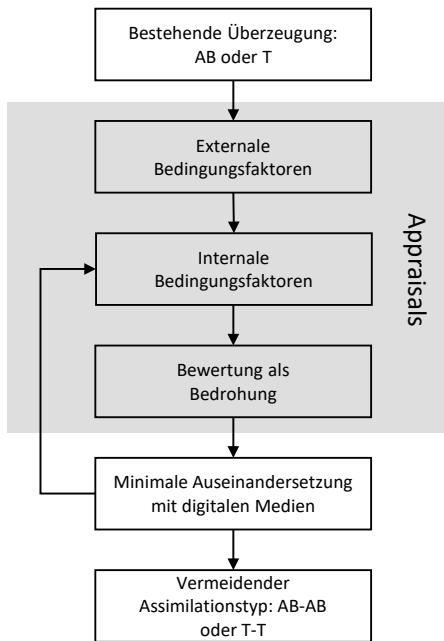 Bestehende Überzeugung:
AB oder T
Externale
Bedingungsfaktoren
Internale
Bedingungsfaktoren
Bewertung als
Bedrohung
Appraisals
Minimale Auseinandersetzung
mit digitalen Medien
Vermeidender
Assimilationstyp: AB-AB
oder T-T